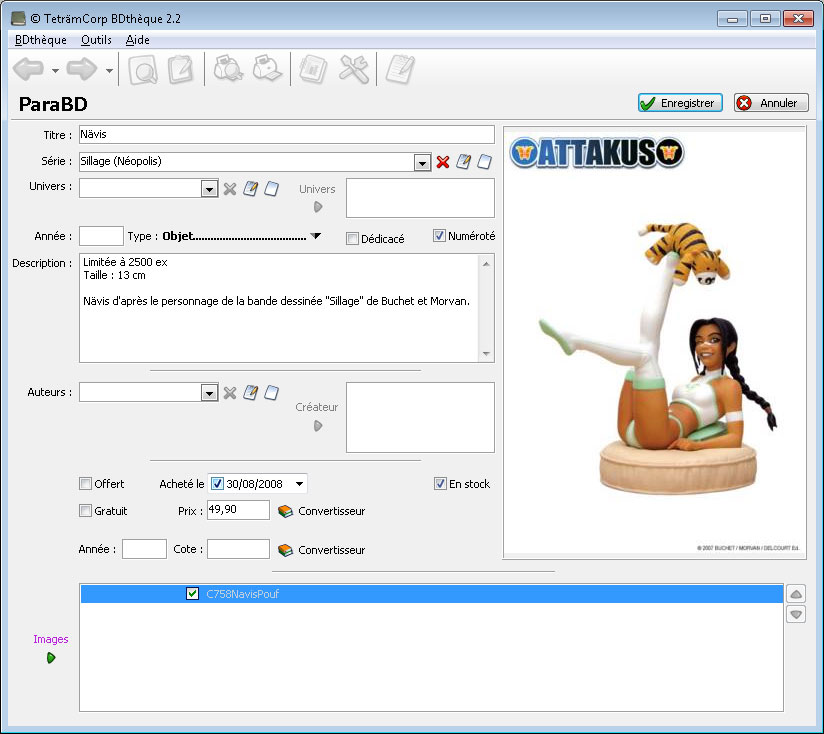 © TeträmCorp BDthèque 2.2
BDthèque Outils Aide
ParaBD
Enregistrer Annuler
Titre : Nävis
Série : Sillage (Néopolis)
Univers : Univers
Année : Type : Objet Dédicacé Numéroté
Description : Limitée à 2500 ex
Taille : 13 cm
Nävis d'après le personnage de la bande dessinée "Sillage" de Buchet et Morvan.
Auteurs :
Créateur
Offert Acheté le 30/08/2008 En stock
Gratuit Prix : 49,90 Convertisseur
Année : Cote : Convertisseur
C758NavisPouf
Images
ATTAKUS
© 2007 BUCHET / MORVAN / DELCOURT Ed.